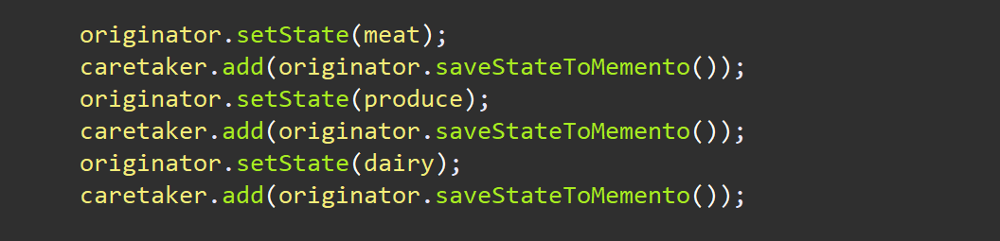 originator.setState(meat);
caretaker.add(originator.saveStateToMemento());
originator.setState(produce);
caretaker.add(originator.saveStateToMemento());
originator.setState(dairy);
caretaker.add(originator.saveStateToMemento());